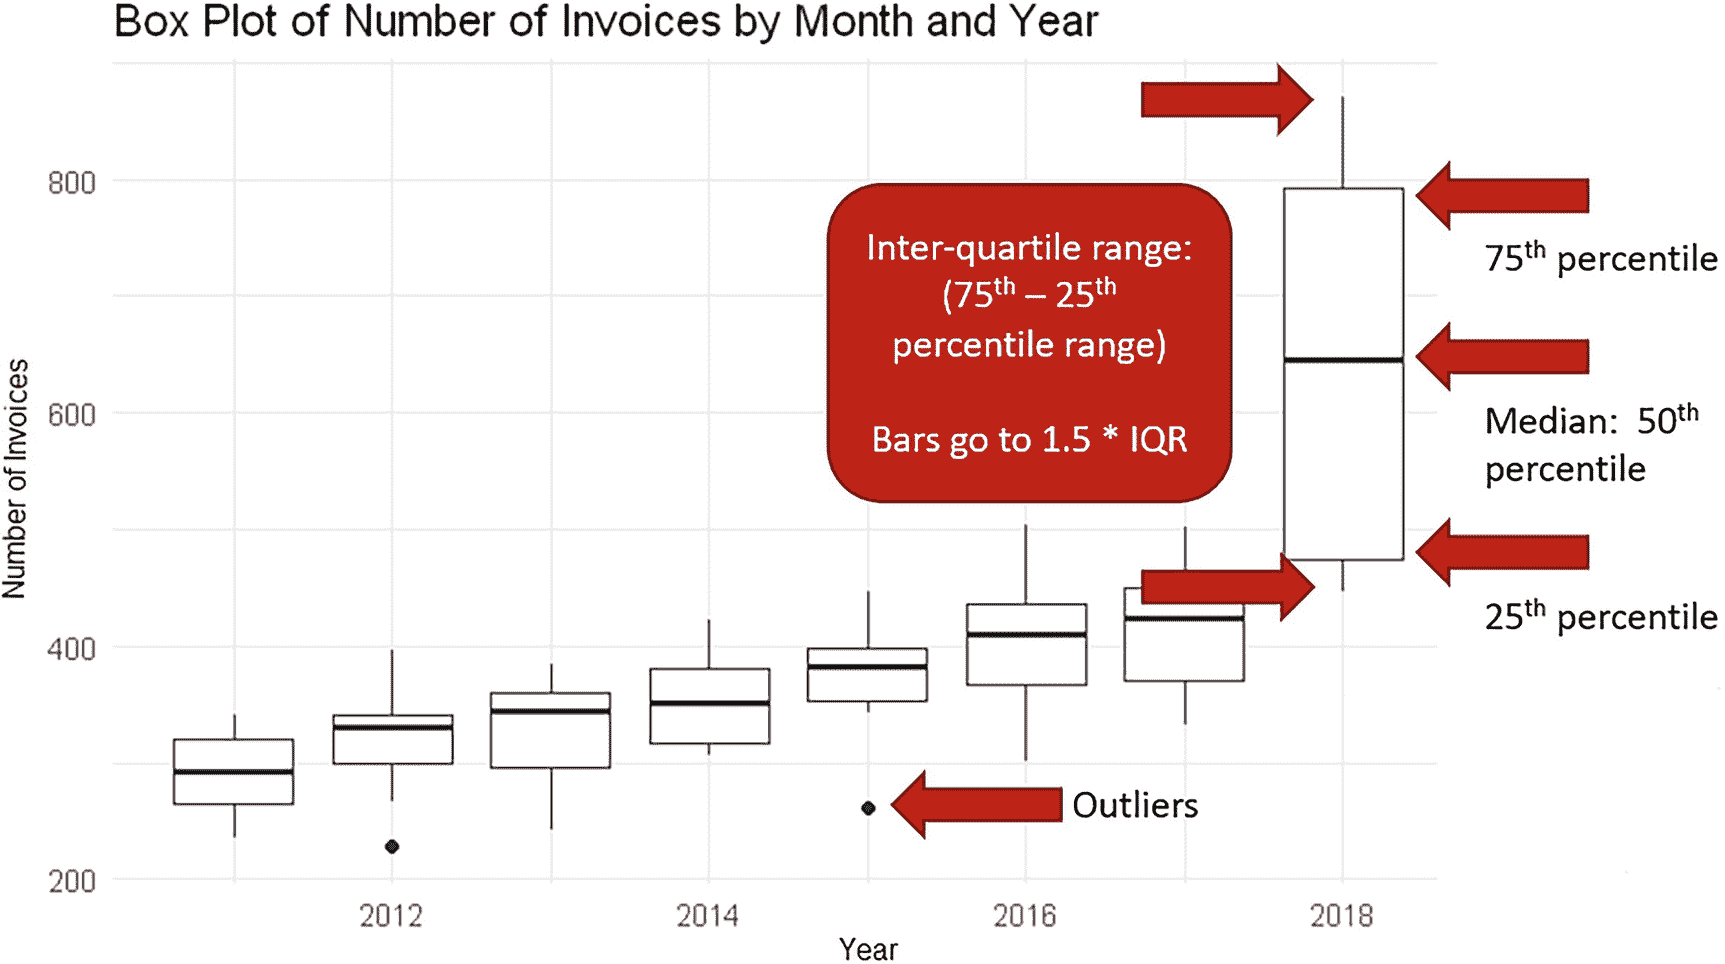 Box Plot of Number of Invoices by Month and Year
Number of Invoices
800
600
400
200
Inter-quartile range:
(75th – 25th
percentile range)
Bars go to 1.5 * IQR
75th percentile
Median: 50th
percentile
25th percentile
Outliers
2012
2014
2016
2018
Year